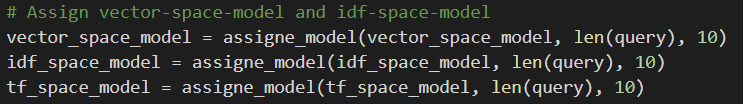 # Assign vector-space-model and idf-space-model
vector_space_model = assigne_model(vector_space_model, len(query), 10)
idf_space_model = assigne_model(idf_space_model, len(query), 10)
tf_space_model = assigne_model(tf_space_model, len(query), 10)